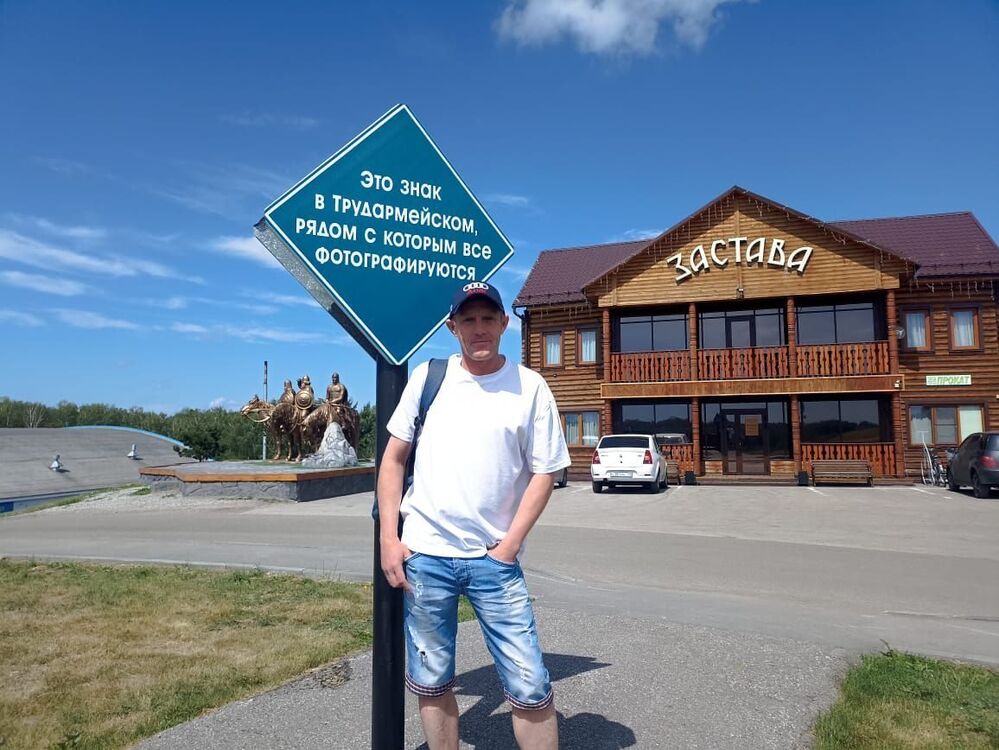 Это знак
в Трудармейском,
рядом с которым все
фотографируются
ЗАСТАВА
ПРОКАТ